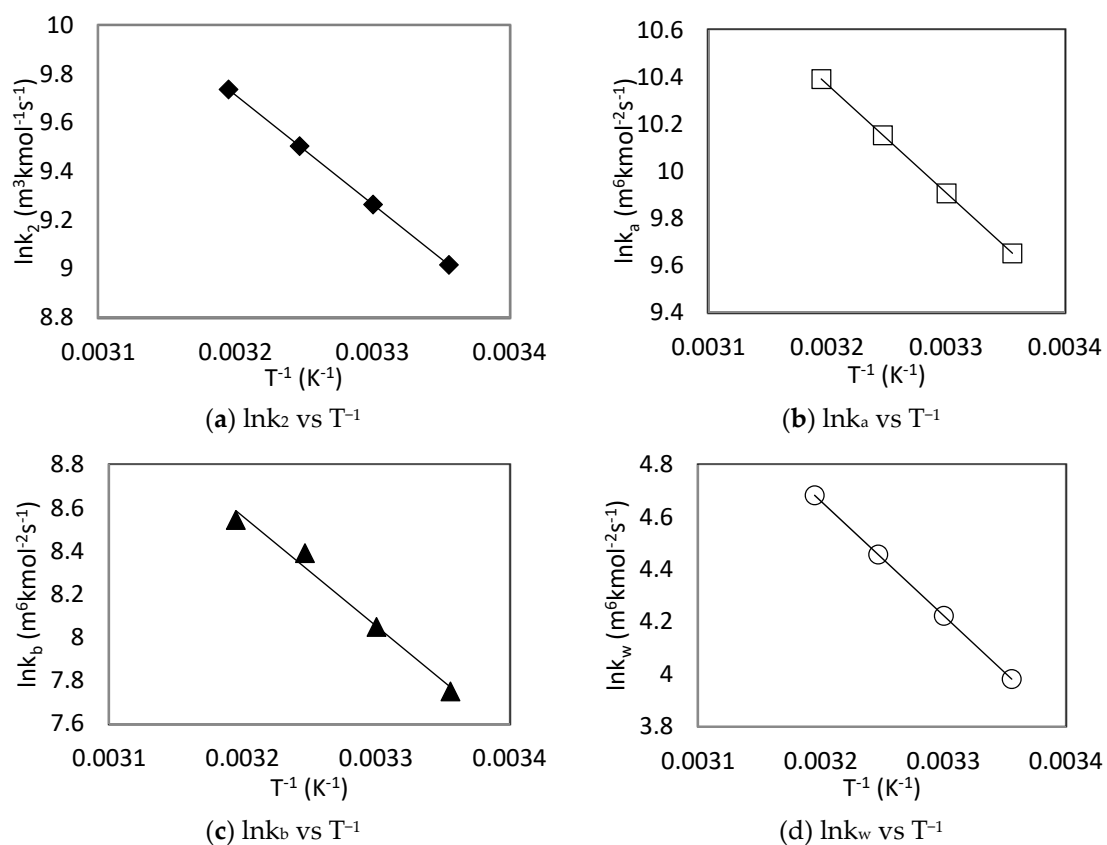 10
9.8
9.6
9.4
9.2
9
8.8
lnk₂ (m³kmol⁻¹s⁻¹)
0.0031 0.0032 0.0033 0.0034
T⁻¹ (K⁻¹)
(a) lnk₂ vs T⁻¹
10.6
10.4
10.2
10
9.8
9.6
9.4
lnkₐ (m⁶kmol⁻²s⁻¹)
0.0031 0.0032 0.0033 0.0034
T⁻¹ (K⁻¹)
(b) lnkₐ vs T⁻¹
8.8
8.6
8.4
8.2
8
7.8
7.6
lnk_b (m⁶kmol⁻²s⁻¹)
0.0031 0.0032 0.0033 0.0034
T⁻¹ (K⁻¹)
(c) lnk_b vs T⁻¹
4.8
4.6
4.4
4.2
4
3.8
lnk_w (m⁶kmol⁻²s⁻¹)
0.0031 0.0032 0.0033 0.0034
T⁻¹ (K⁻¹)
(d) lnk_w vs T⁻¹